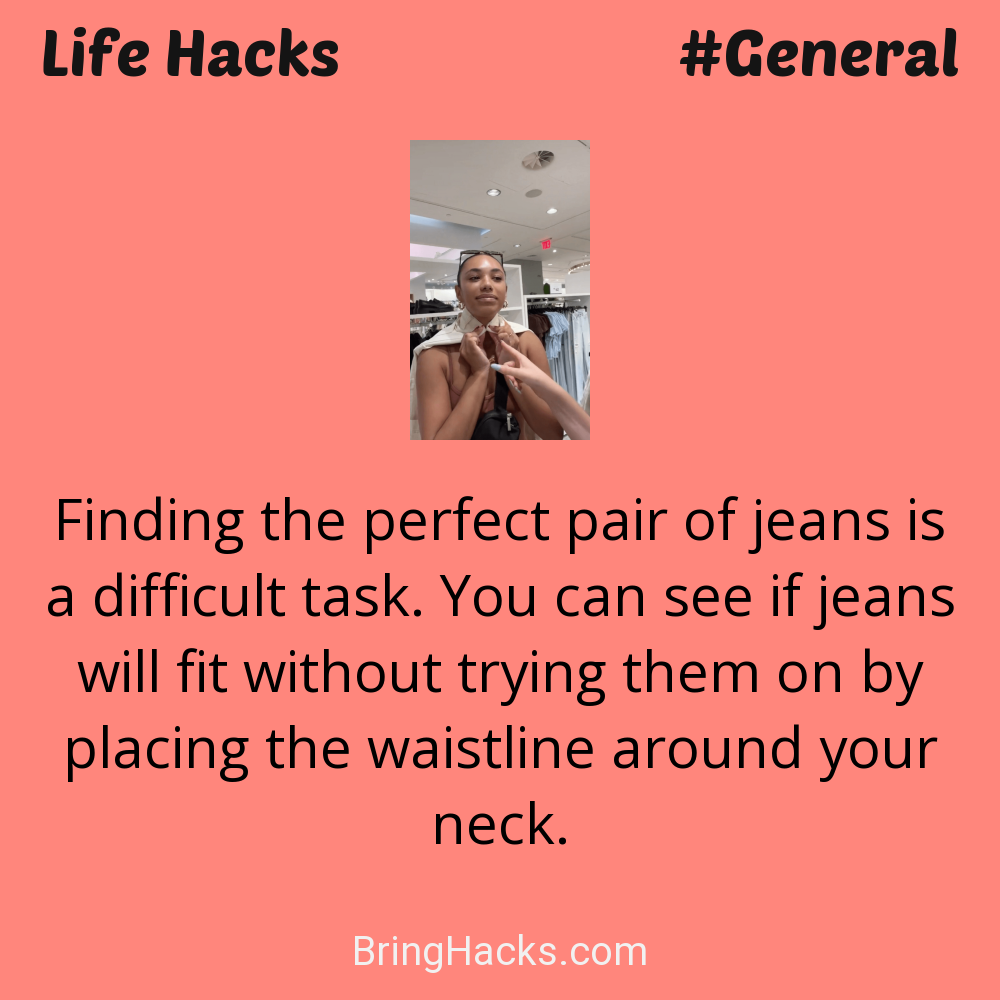 Life Hacks #General
Finding the perfect pair of jeans is
a difficult task. You can see if jeans
will fit without trying them on by
placing the waistline around your
neck.
BringHacks.com